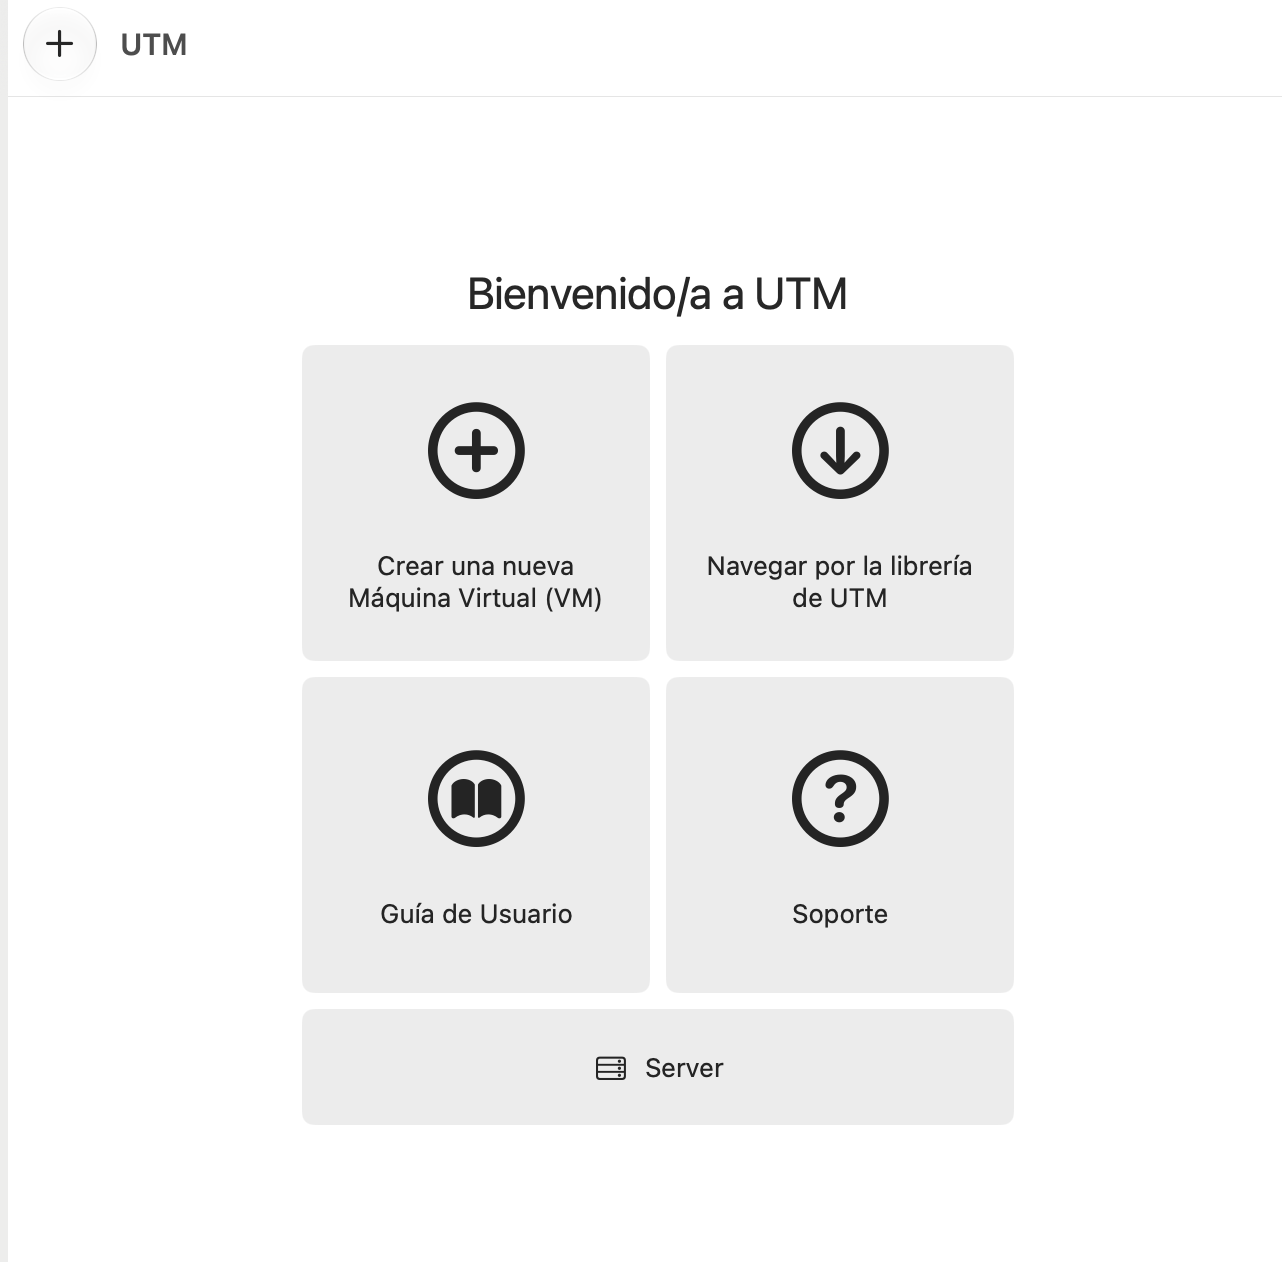 UTM
Bienvenido/a a UTM
Crear una nueva
Máquina Virtual (VM)
Navegar por la librería
de UTM
Guía de Usuario
Soporte
Server